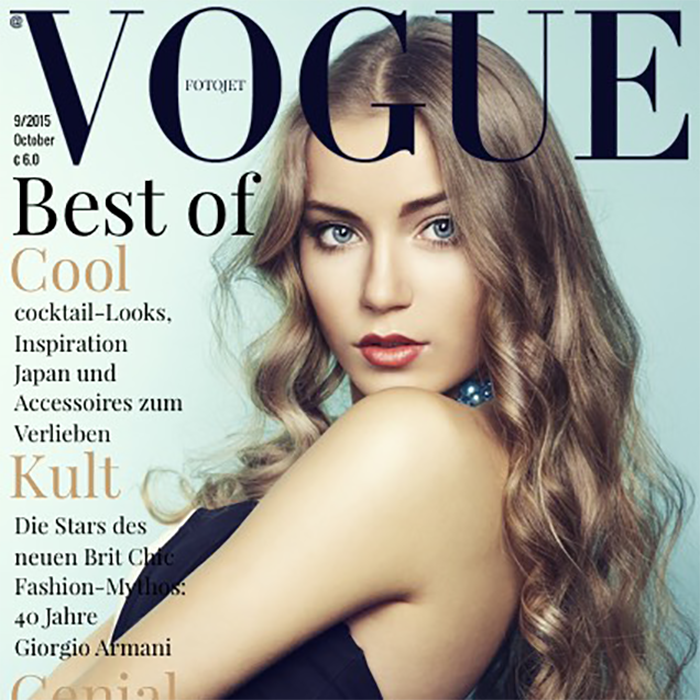 @
VOGUE
FOTOJET
9/2015
October
¢ 6.0
Best of
Cool
cocktail-Looks,
Inspiration
Japan und
Accessoires zum
Verlieben
Kult
Die Stars des
neuen Brit Chic
Fashion-Mythos:
40 Jahre
Giorgio Armani
Genial